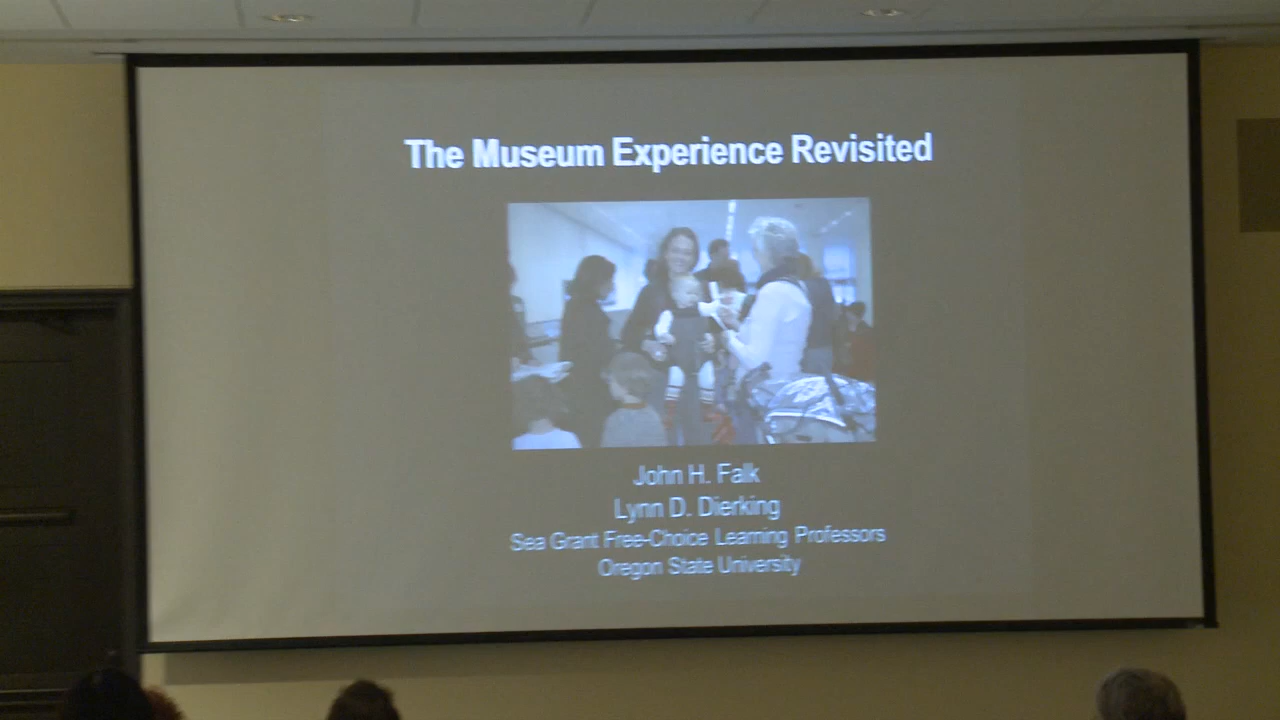 The Museum Experience Revisited
John H. Falk
Lynn D. Dierking
Sea Grant Free-Choice Learning Professors
Oregon State University